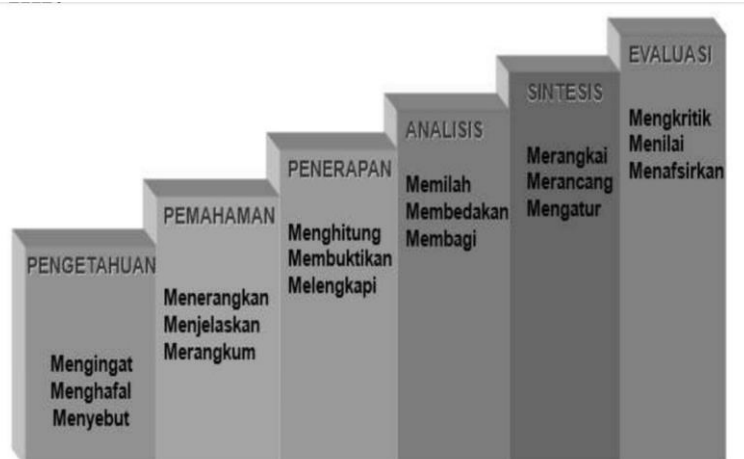 PENGETAHUAN
Mengingat
Menghafal
Menyebut
PEMAHAMAN
Menerangkan
Menjelaskan
Merangkum
PENERAPAN
Menghitung
Membuktikan
Melengkapi
ANALISIS
Memilah
Membedakan
Membagi
SINTESIS
Merangkai
Merancang
Mengatur
EVALUASI
Mengkritik
Menilai
Menafsirkan